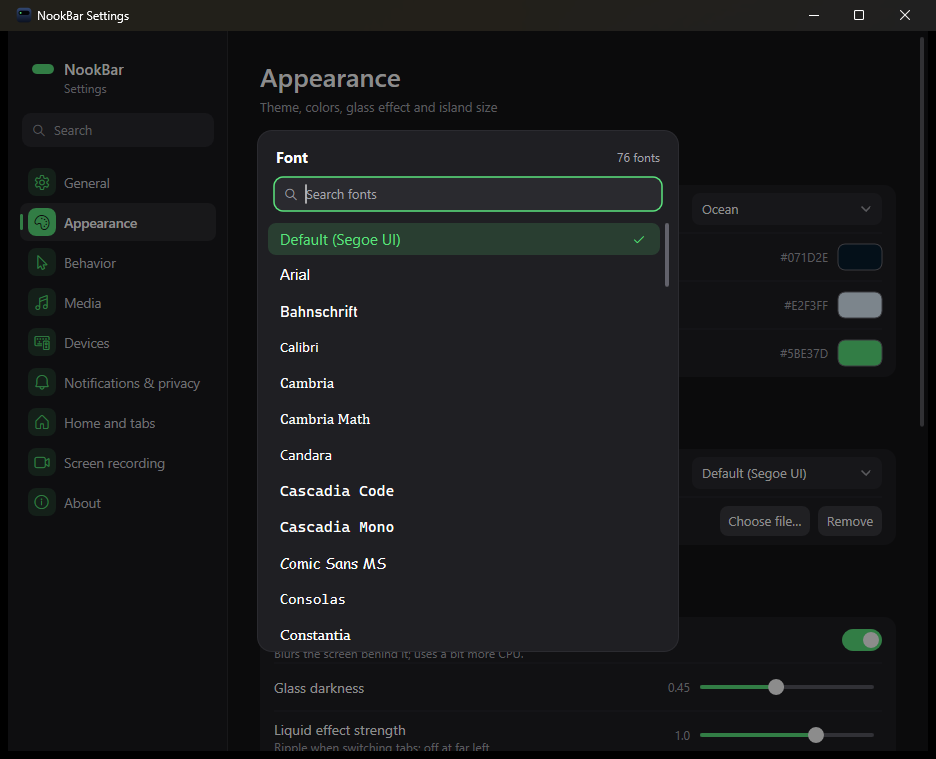 NookBar Settings
NookBar
Settings
Search
General
Appearance
Behavior
Media
Devices
Notifications & privacy
Home and tabs
Screen recording
About
Appearance
Theme, colors, glass effect and island size
Font
76 fonts
Search fonts
Default (Segoe UI)
Arial
Bahnschrift
Calibri
Cambria
Cambria Math
Candara
Cascadia Code
Cascadia Mono
Comic Sans MS
Consolas
Constantia
Ocean
#071D2E
#E2F3FF
#5BE37D
Default (Segoe UI)
Choose file...
Remove
Blurs the screen behind it; uses a bit more CPU.
Glass darkness
0.45
Liquid effect strength
1.0
Ripple when switching tabs; off at far left